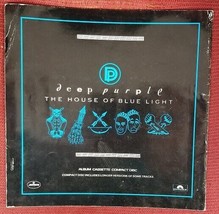 deep purple
THE HOUSE OF BLUE LIGHT
ALBUM CASSETTE COMPACT DISC
COMPACT DISC INCLUDES LONGER VERSIONS OF SOME TRACKS